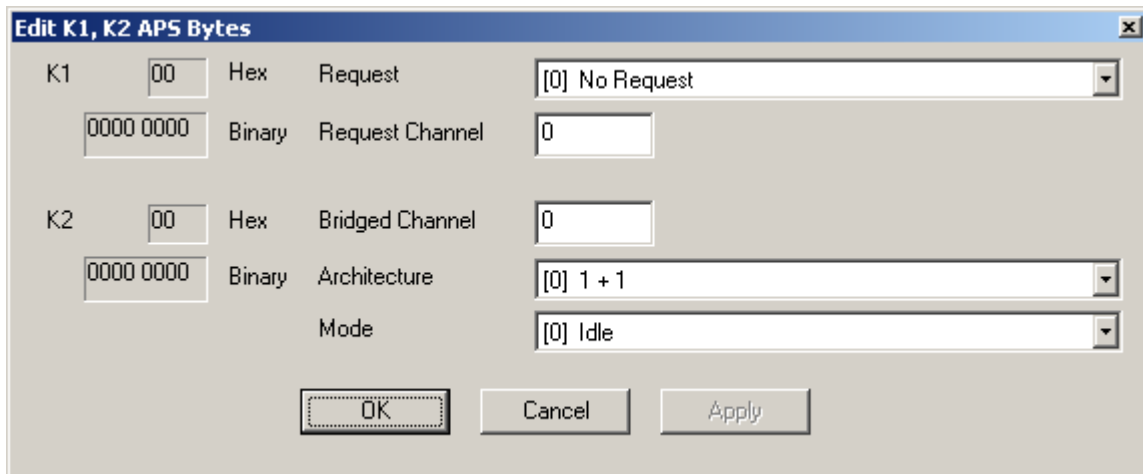 Edit K1, K2 APS Bytes
K1 00 Hex Request [0] No Request
0000 0000 Binary Request Channel 0
K2 00 Hex Bridged Channel 0
0000 0000 Binary Architecture [0] 1 + 1
Mode [0] Idle
OK Cancel Apply